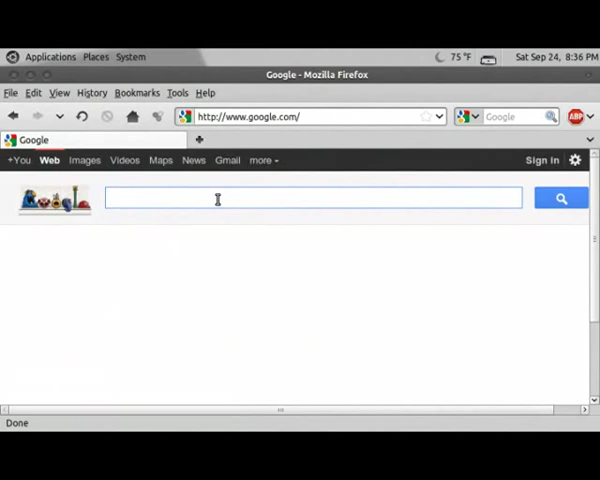 Applications Places System 75 °F Sat Sep 24, 8:36 PM
Google - Mozilla Firefox
File Edit View History Bookmarks Tools Help
http://www.google.com/ Google ABP
Google
+You Web Images Videos Maps News Gmail more Sign in
Done